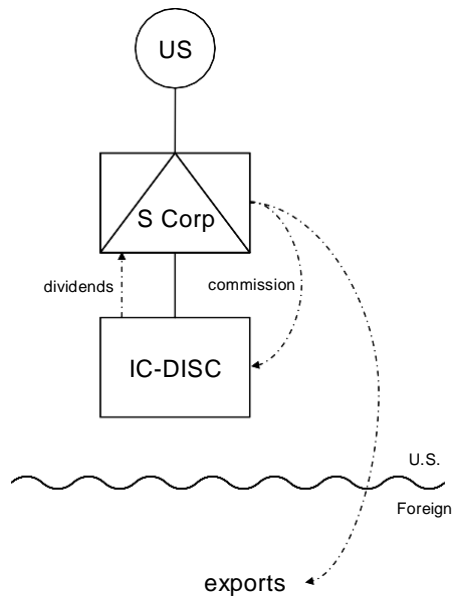 US
S Corp
dividends
commission
IC-DISC
U.S.
Foreign
exports